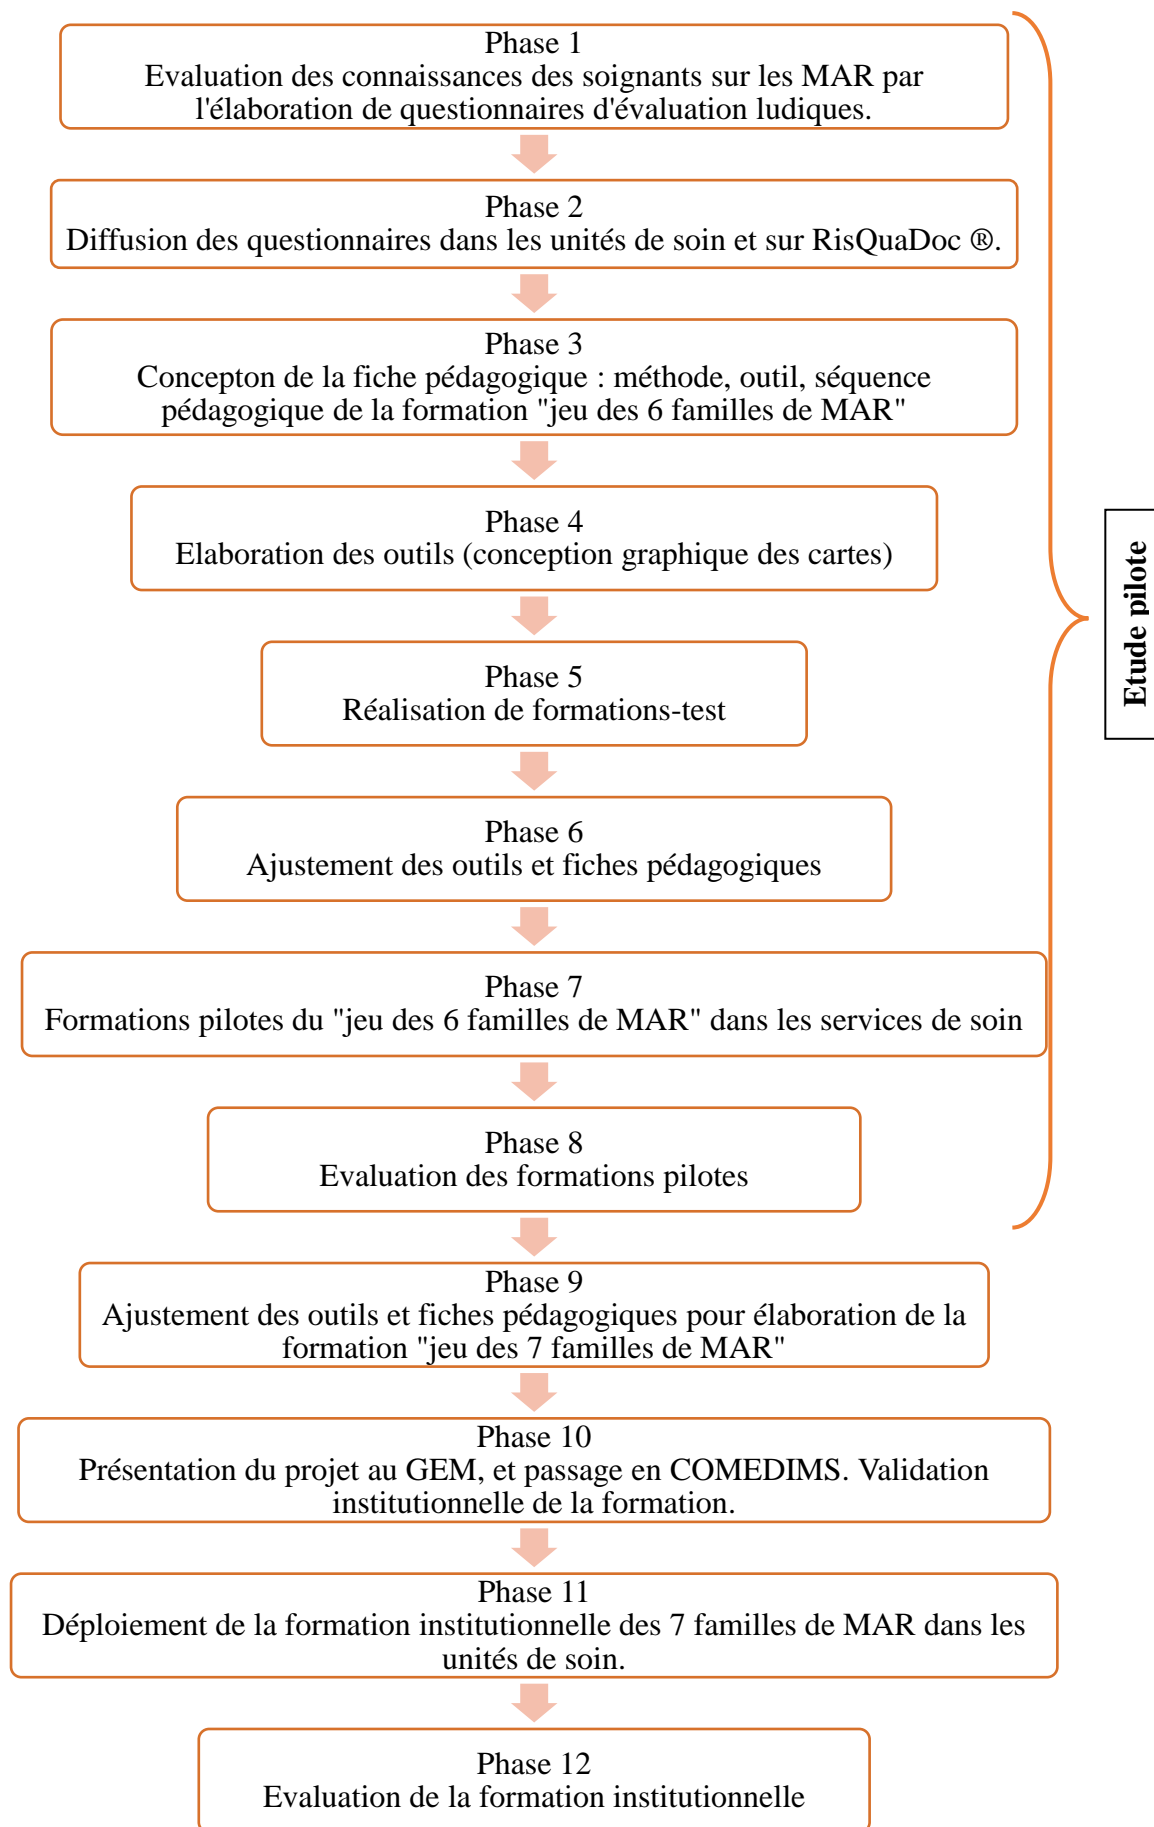 Phase 1
Evaluation des connaissances des soignants sur les MAR par
l'élaboration de questionnaires d'évaluation ludiques.
Phase 2
Diffusion des questionnaires dans les unités de soin et sur RisQuaDoc ®.
Phase 3
Concepton de la fiche pédagogique : méthode, outil, séquence
pédagogique de la formation "jeu des 6 familles de MAR"
Phase 4
Elaboration des outils (conception graphique des cartes)
Phase 5
Réalisation de formations-test
Phase 6
Ajustement des outils et fiches pédagogiques
Phase 7
Formations pilotes du "jeu des 6 familles de MAR" dans les services de soin
Phase 8
Evaluation des formations pilotes
Etude pilote
Phase 9
Ajustement des outils et fiches pédagogiques pour élaboration de la
formation "jeu des 7 familles de MAR"
Phase 10
Présentation du projet au GEM, et passage en COMEDIMS. Validation
institutionnelle de la formation.
Phase 11
Déploiement de la formation institutionnelle des 7 familles de MAR dans les
unités de soin.
Phase 12
Evaluation de la formation institutionnelle